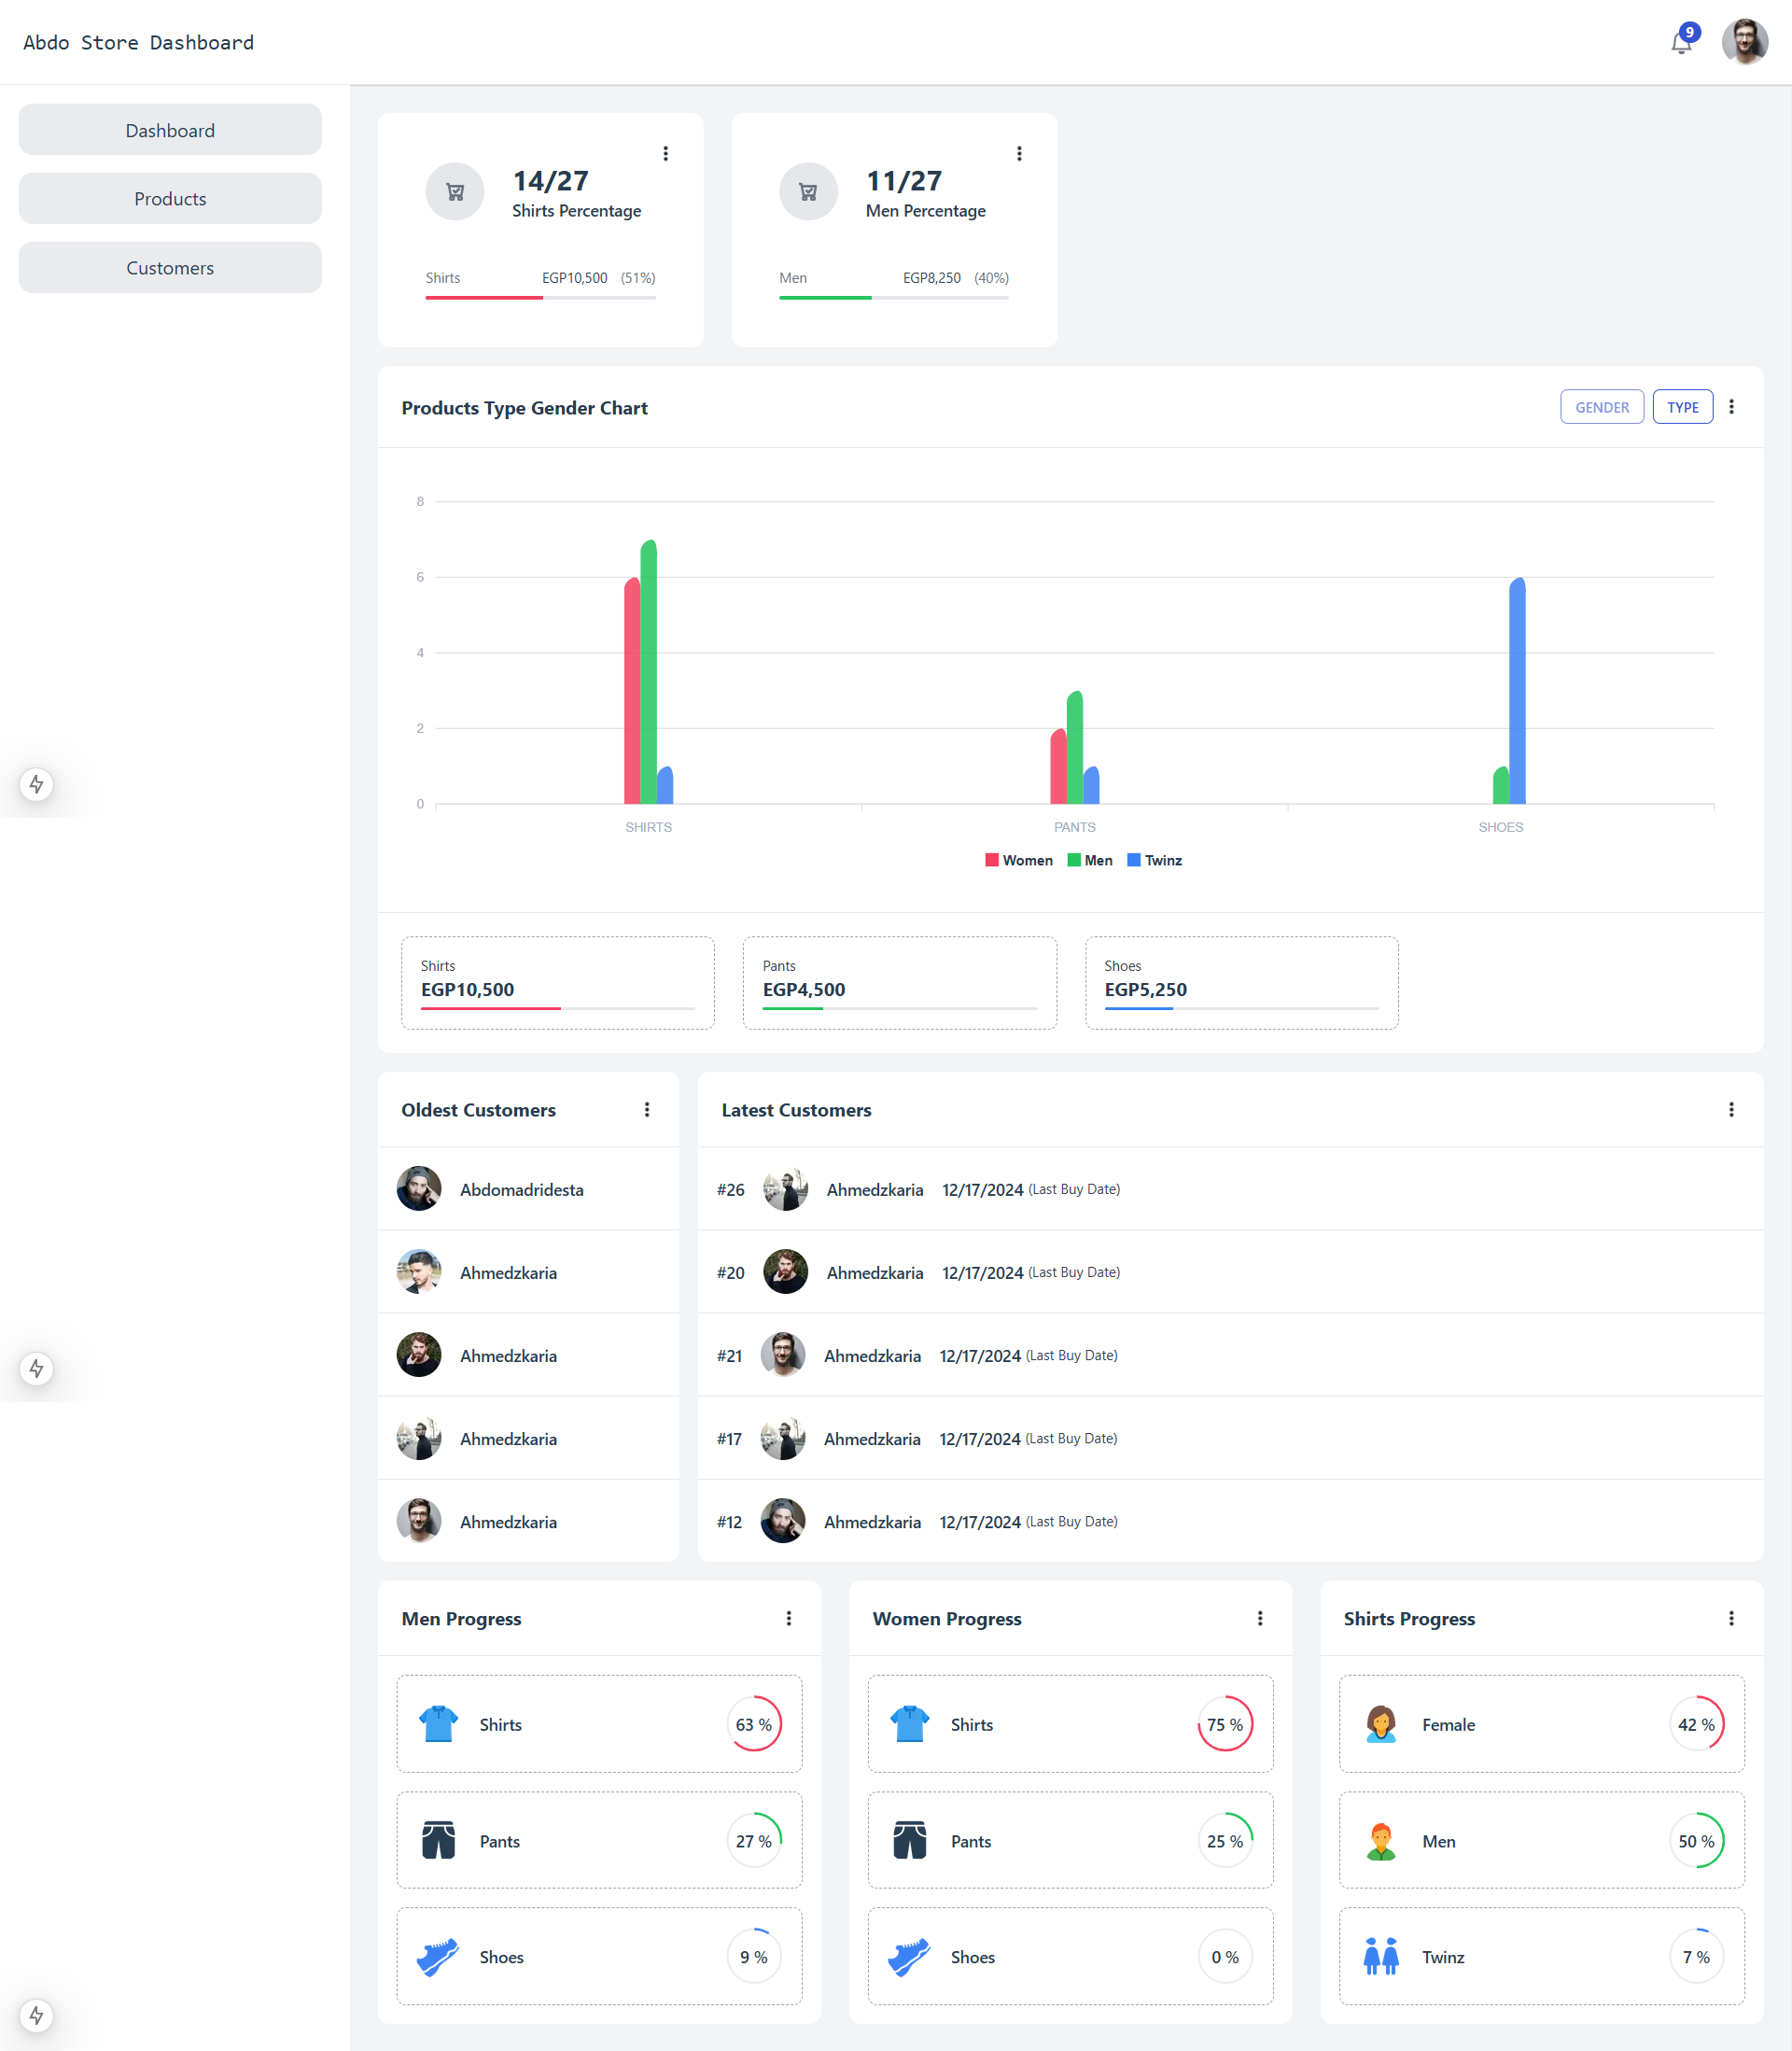 Abdo Store Dashboard
9
Dashboard
Products
Customers
14/27
Shirts Percentage
Shirts EGP10,500 (51%)
11/27
Men Percentage
Men EGP8,250 (40%)
Products Type Gender Chart
GENDER TYPE
8
6
4
2
0
SHIRTS PANTS SHOES
Women Men Twinz
Shirts
EGP10,500
Pants
EGP4,500
Shoes
EGP5,250
Oldest Customers
Abdomadridesta
Ahmedzkaria
Ahmedzkaria
Ahmedzkaria
Ahmedzkaria
Latest Customers
#26 Ahmedzkaria 12/17/2024 (Last Buy Date)
#20 Ahmedzkaria 12/17/2024 (Last Buy Date)
#21 Ahmedzkaria 12/17/2024 (Last Buy Date)
#17 Ahmedzkaria 12/17/2024 (Last Buy Date)
#12 Ahmedzkaria 12/17/2024 (Last Buy Date)
Men Progress
Shirts 63 %
Pants 27 %
Shoes 9 %
Women Progress
Shirts 75 %
Pants 25 %
Shoes 0 %
Shirts Progress
Female 42 %
Men 50 %
Twinz 7 %